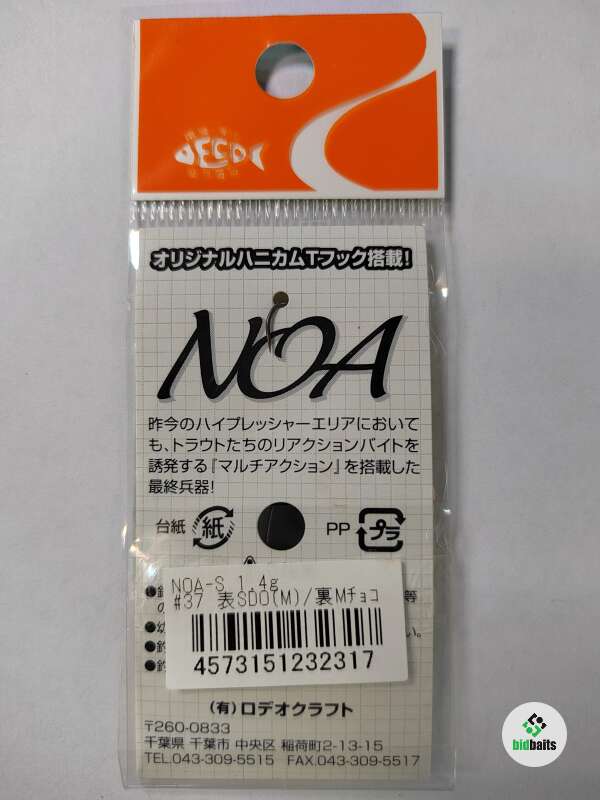 オリジナルハニカムTフック搭載!
NOA
昨今のハイプレッシャーエリアにおいて
も、トラウトたちのリアクションバイトを
誘発する『マルチアクション』を搭載した
最終兵器!
台紙 紙 PP プラ
NOA-S 1.4g
#37 表SDO(M)/裏Mチョコ
4573151232317
(有)ロデオクラフト
〒260-0833
千葉県 千葉市 中央区 稲荷町2-13-15
TEL.043-309-5515 FAX.043-309-5517
bidbaits